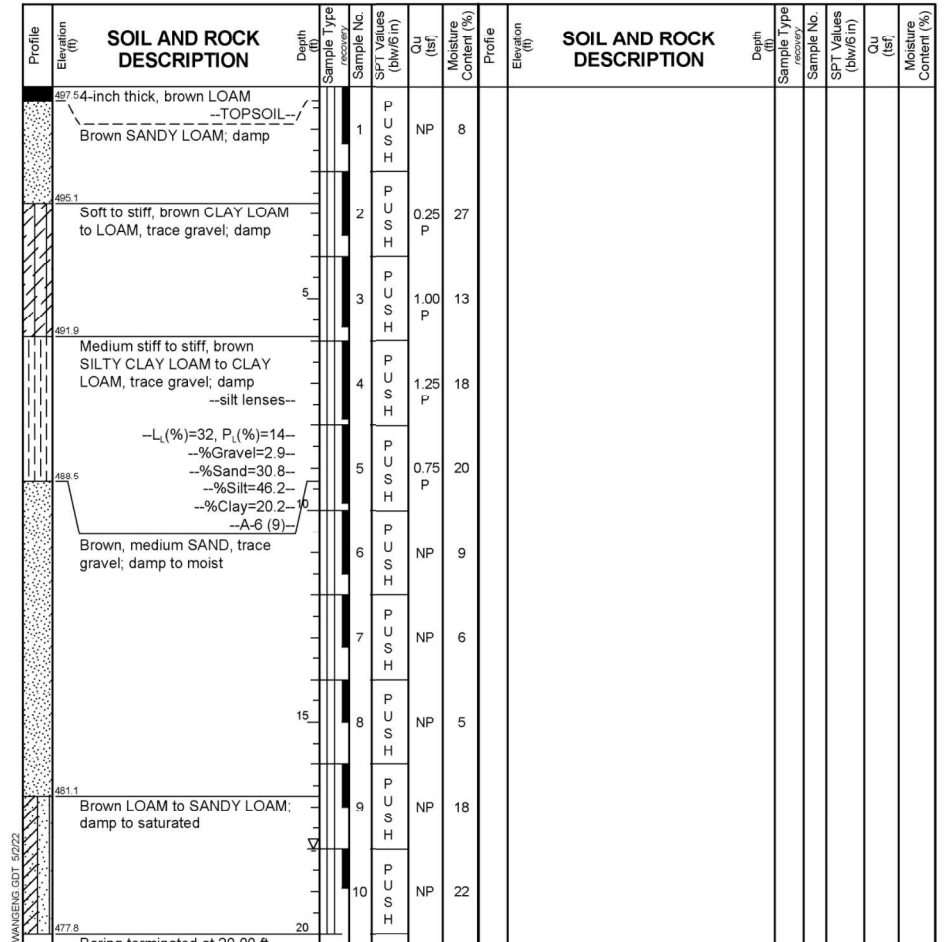 Profile
Elevation (ft)
SOIL AND ROCK DESCRIPTION
Depth (ft)
Sample Type
recovery
Sample No.
SPT Values (blw/6 in)
Qu (tsf)
Moisture Content (%)
Profile
Elevation (ft)
SOIL AND ROCK DESCRIPTION
Depth (ft)
Sample Type
recovery
Sample No.
SPT Values (blw/6 in)
Qu (tsf)
Moisture Content (%)
497.5 4-inch thick, brown LOAM
--TOPSOIL--
Brown SANDY LOAM; damp
1 PUSH NP 8
495.1
Soft to stiff, brown CLAY LOAM
to LOAM, trace gravel; damp
2 PUSH 0.25 P 27
5
3 PUSH 1.00 P 13
491.9
Medium stiff to stiff, brown
SILTY CLAY LOAM to CLAY
LOAM, trace gravel; damp
--silt lenses--
4 PUSH 1.25 P 18
--LL(%)=32, PL(%)=14--
--%Gravel=2.9--
--%Sand=30.8--
--%Silt=46.2--
--%Clay=20.2--
--A-6 (9)--
5 PUSH 0.75 P 20
488.5
10
Brown, medium SAND, trace
gravel; damp to moist
6 PUSH NP 9
7 PUSH NP 6
15
8 PUSH NP 5
481.1
Brown LOAM to SANDY LOAM;
damp to saturated
9 PUSH NP 18
10 PUSH NP 22
477.8
20
Boring terminated at 20.00 ft
WANGENG.GDT 5/2/22